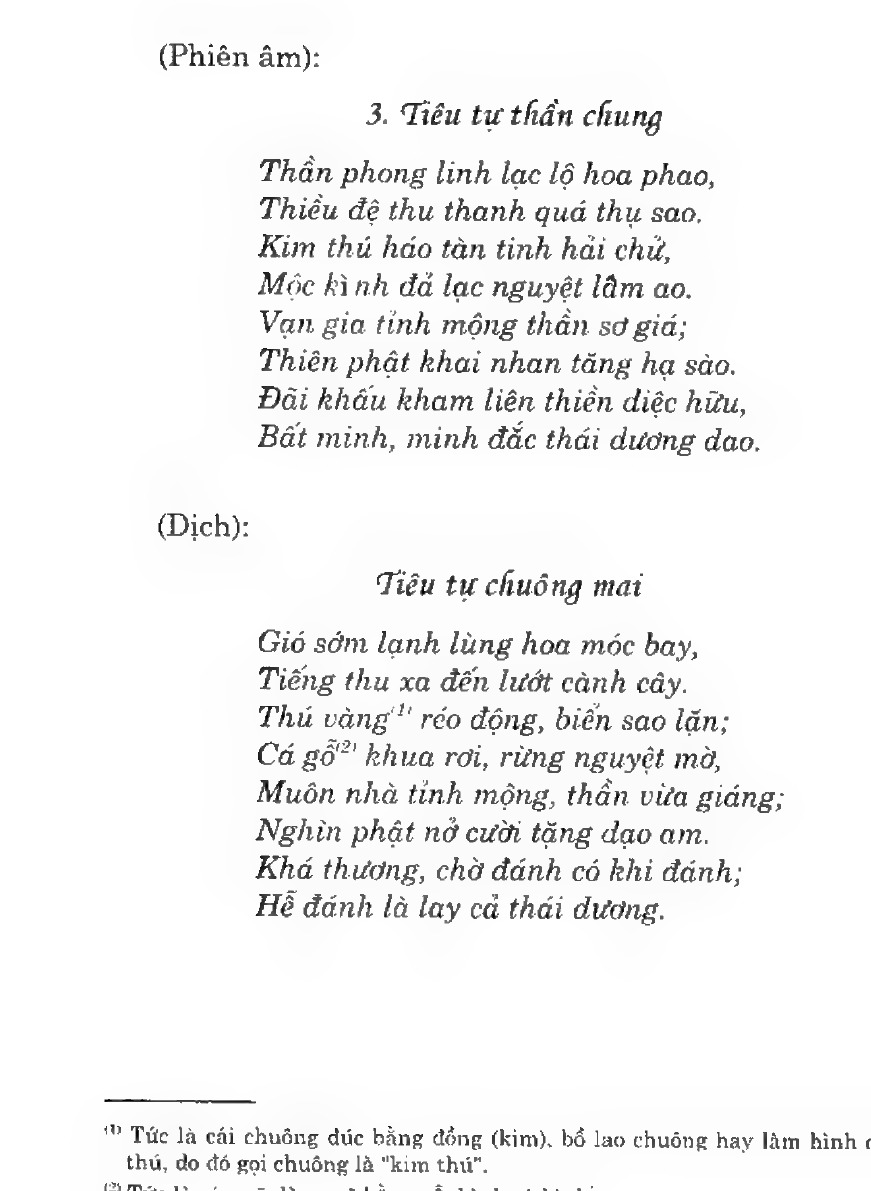 (Phiên âm):
3. Tiêu tự thần chung
Thần phong linh lạc lộ hoa phao,
Thiều đệ thu thanh quá thụ sao.
Kim thú háo tàn tinh hải chử,
Mộc kình đả lạc nguyệt lâm ao.
Vạn gia tỉnh mộng thần sơ giá;
Thiên phật khai nhan tăng hạ sào.
Đãi khấu kham liên thiền diệc hữu,
Bất minh, minh đắc thái dương dao.
(Dịch):
Tiêu tự chuông mai
Gió sớm lạnh lùng hoa móc bay,
Tiếng thu xa đến lướt cành cây.
Thú vàng⁽¹⁾ réo động, biển sao lặn;
Cá gỗ⁽²⁾ khua rơi, rừng nguyệt mờ,
Muôn nhà tỉnh mộng, thần vừa giáng;
Nghìn phật nở cười tặng dạo am.
Khá thương, chờ đánh có khi đánh;
Hễ đánh là lay cả thái dương.
⁽¹⁾ Tức là cái chuông đúc bằng đồng (kim). bồ lao chuông hay lâm hình
thú, do đó gọi chuông là "kim thú".